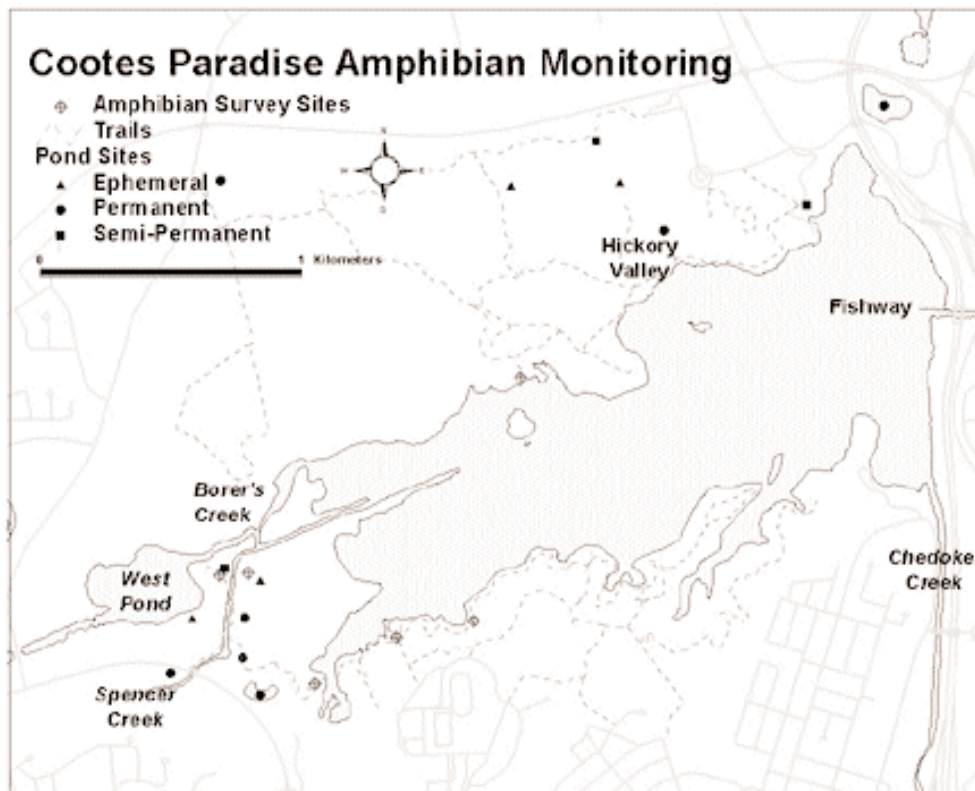 Cootes Paradise Amphibian Monitoring
Amphibian Survey Sites
Trails
Pond Sites
Ephemeral
Permanent
Semi-Permanent
0 1 Kilometers
N
E
Hickory
Valley
Fishway
Borer's
Creek
West
Pond
Chedoke
Creek
Spencer
Creek